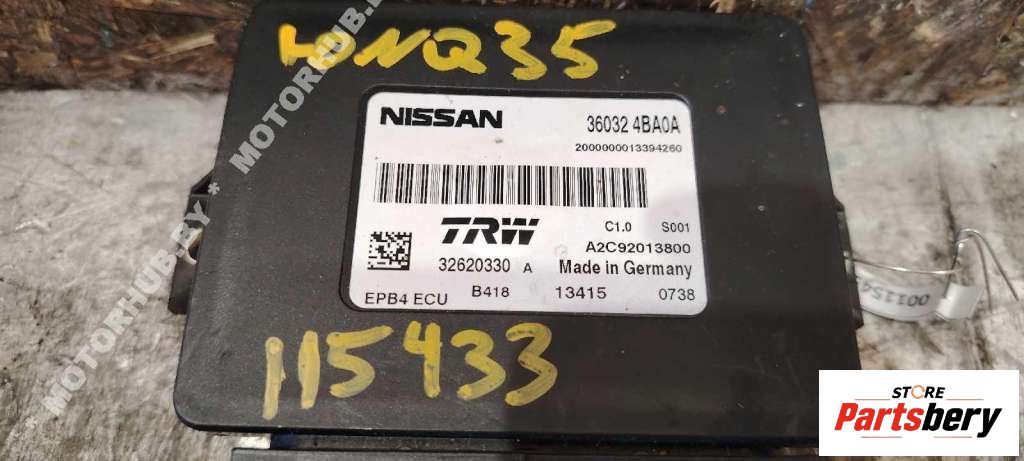 NQ35
NISSAN 36032 4BA0A
2000000013394260
TRW C1.0 S001
A2C92013800
32620330 A Made in Germany
EPB4 ECU B418 13415 0738
115433
MOTORHUB.BY * MOTORHUB.BY
STORE
Partsbery